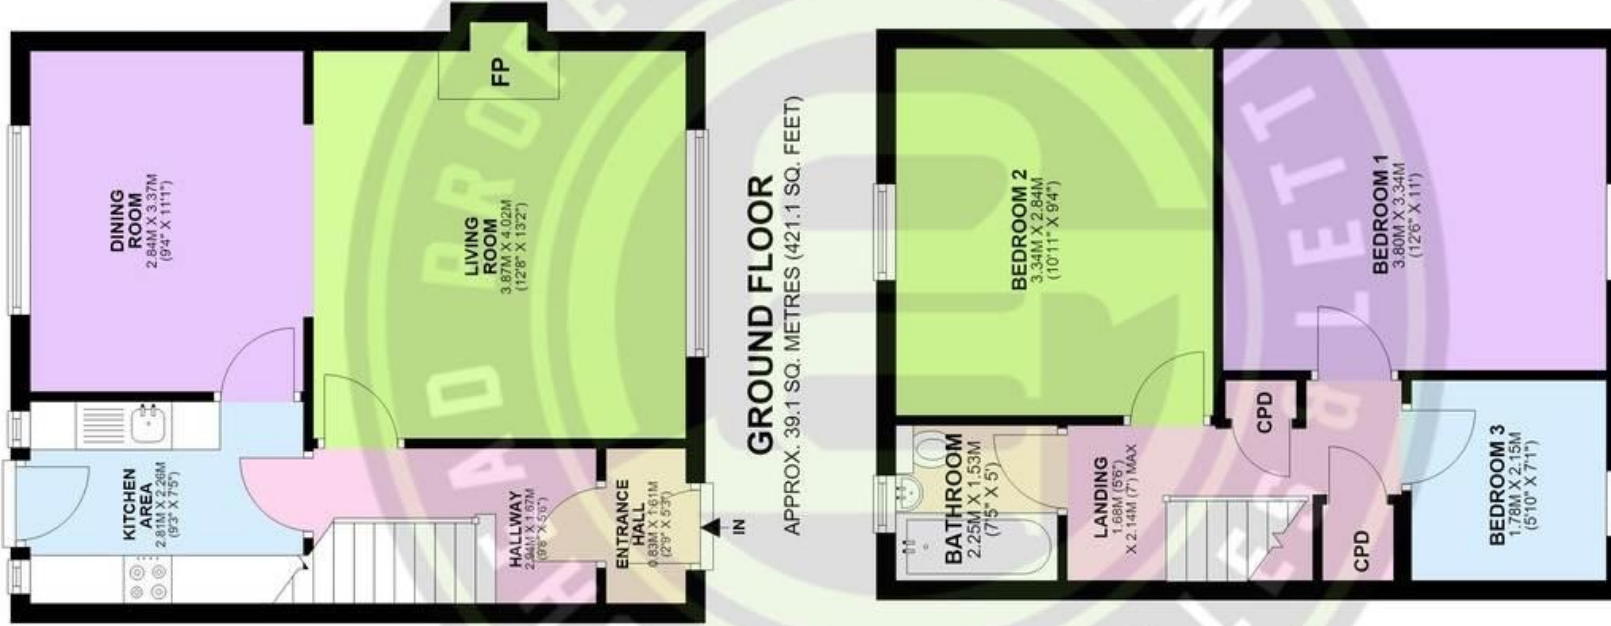 DINING
ROOM
2.84M X 3.37M
(9'4" X 11'1")
LIVING
ROOM
3.87M X 4.02M
(12'8" X 13'2")
FP
KITCHEN
AREA
2.81M X 2.26M
(9'3" X 7'5")
HALLWAY
2.94M X 1.67M
(9'8" X 5'6")
ENTRANCE
HALL
0.83M X 1.61M
(2'9" X 5'3")
IN
GROUND FLOOR
APPROX. 39.1 SQ. METRES (421.1 SQ. FEET)
BEDROOM 2
3.34M X 2.84M
(10'11" X 9'4")
BEDROOM 1
3.80M X 3.34M
(12'6" X 11')
BATHROOM
2.25M X 1.53M
(7'5" X 5')
LANDING
1.68M (5'6")
X 2.14M (7') MAX
CPD
CPD
BEDROOM 3
1.78M X 2.15M
(5'10" X 7'1")